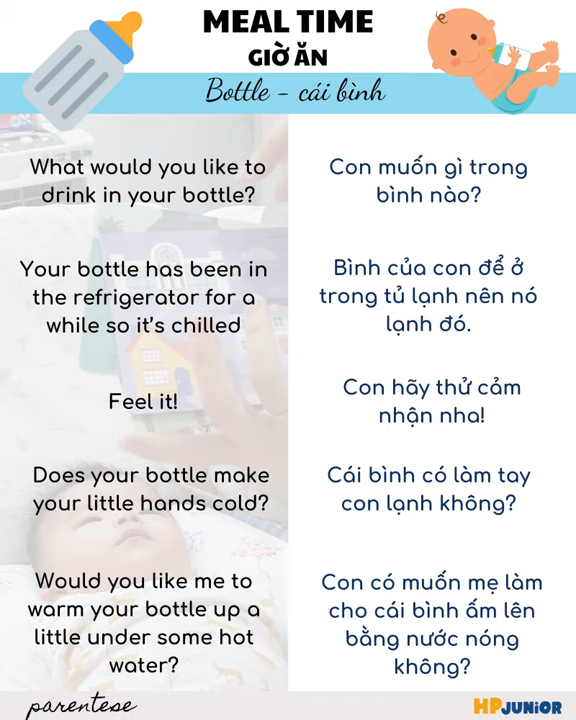 MEAL TIME
GIỜ ĂN
Bottle - cái bình
What would you like to
drink in your bottle?
Con muốn gì trong
bình nào?
Your bottle has been in
the refrigerator for a
while so it's chilled
Bình của con để ở
trong tủ lạnh nên nó
lạnh đó.
Feel it!
Con hãy thử cảm
nhận nha!
Does your bottle make
your little hands cold?
Cái bình có làm tay
con lạnh không?
Would you like me to
warm your bottle up a
little under some hot
water?
Con có muốn mẹ làm
cho cái bình ấm lên
bằng nước nóng
không?
parentese
HPJUNiOR